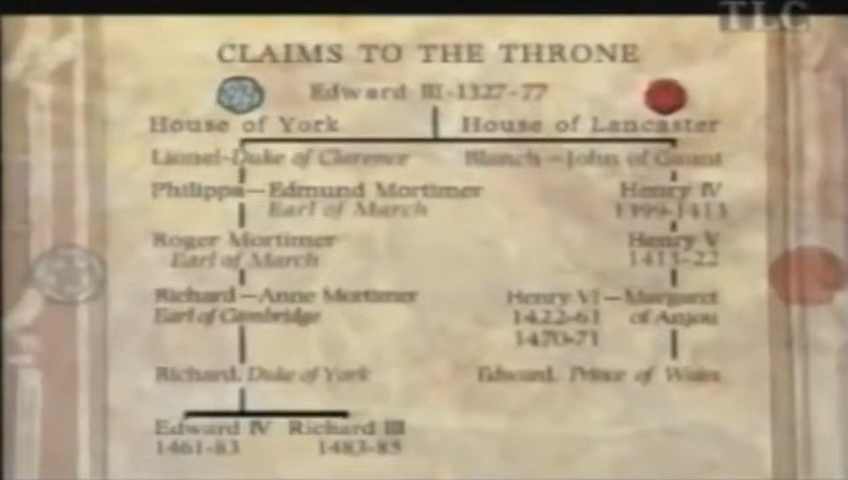 TLC
CLAIMS TO THE THRONE
Edward III-1327-77
House of York
House of Lancaster
Lionel-Duke of Clarence
Blanch—John of Gaunt
Philippa—Edmund Mortimer
Earl of March
Henry IV
1399-1413
Roger Mortimer
Earl of March
Henry V
1413-22
Richard—Anne Mortimer
Earl of Cambridge
Henry VI—Margaret
1422-61 of Anjou
1470-71
Richard, Duke of York
Edward, Prince of Wales
Edward IV Richard III
1461-83 1483-85